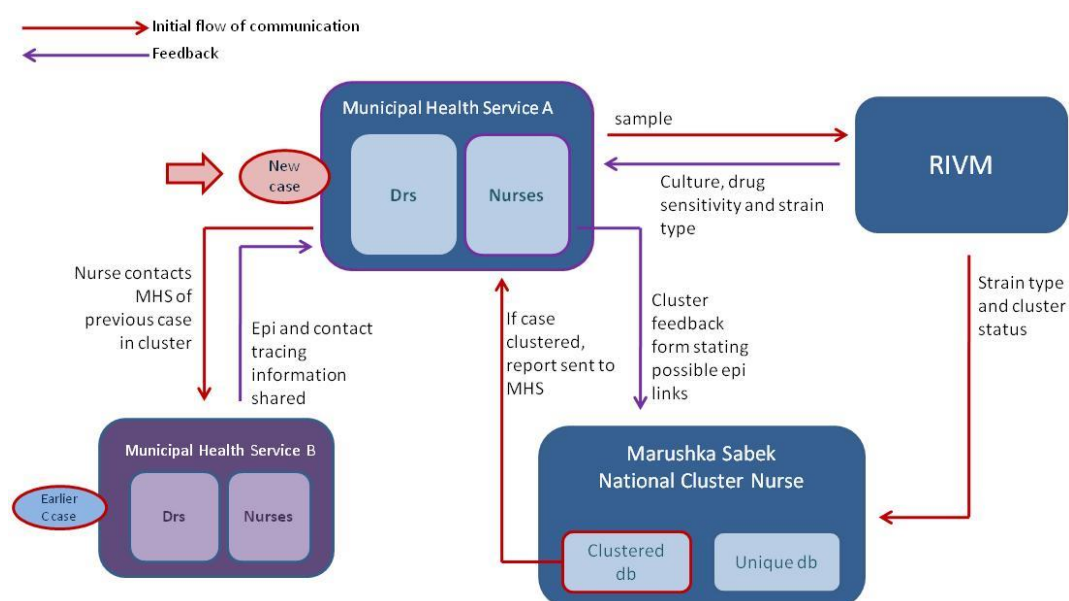 Initial flow of communication
Feedback
Municipal Health Service A
Drs
Nurses
New
case
sample
Culture, drug
sensitivity and strain
type
RIVM
Nurse contacts
MHS of
previous case
in cluster
Epi and contact
tracing
information
shared
If case
clustered,
report sent to
MHS
Cluster
feedback
form stating
possible epi
links
Strain type
and cluster
status
Municipal Health Service B
Drs
Nurses
Earlier
C case
Marushka Sabek
National Cluster Nurse
Clustered
db
Unique db